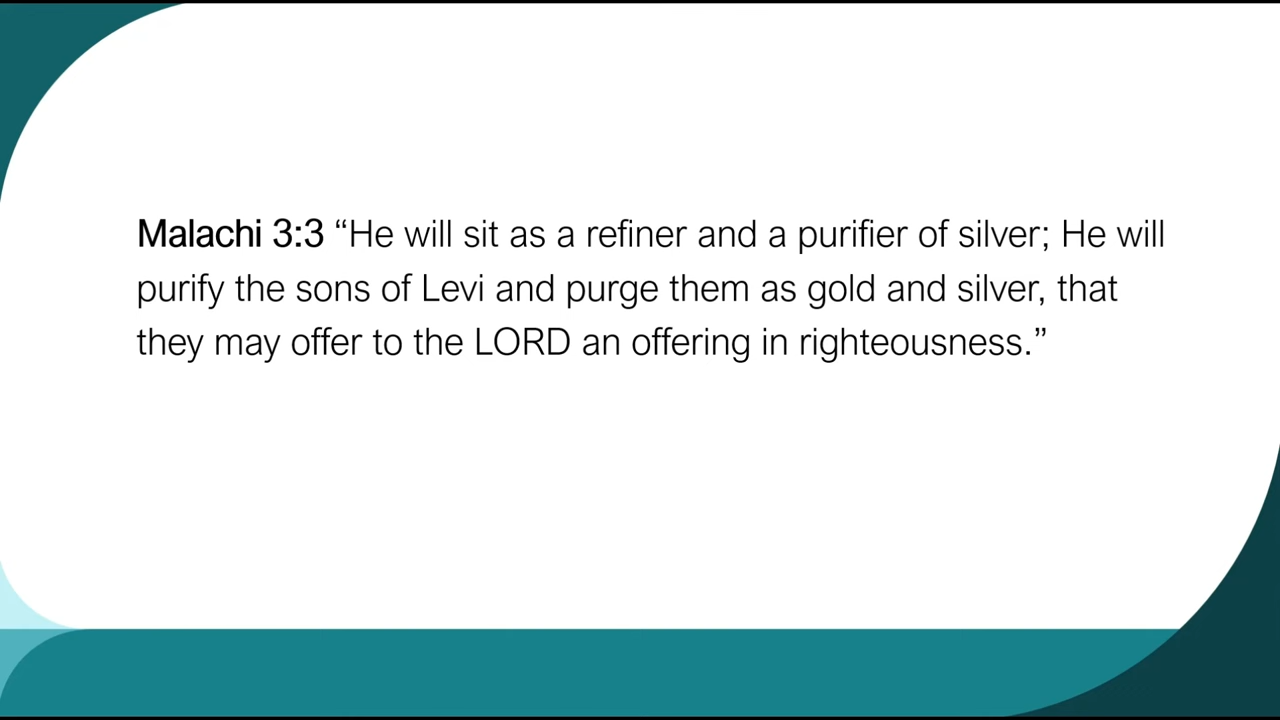 Malachi 3:3 “He will sit as a refiner and a purifier of silver; He will
purify the sons of Levi and purge them as gold and silver, that
they may offer to the LORD an offering in righteousness.”